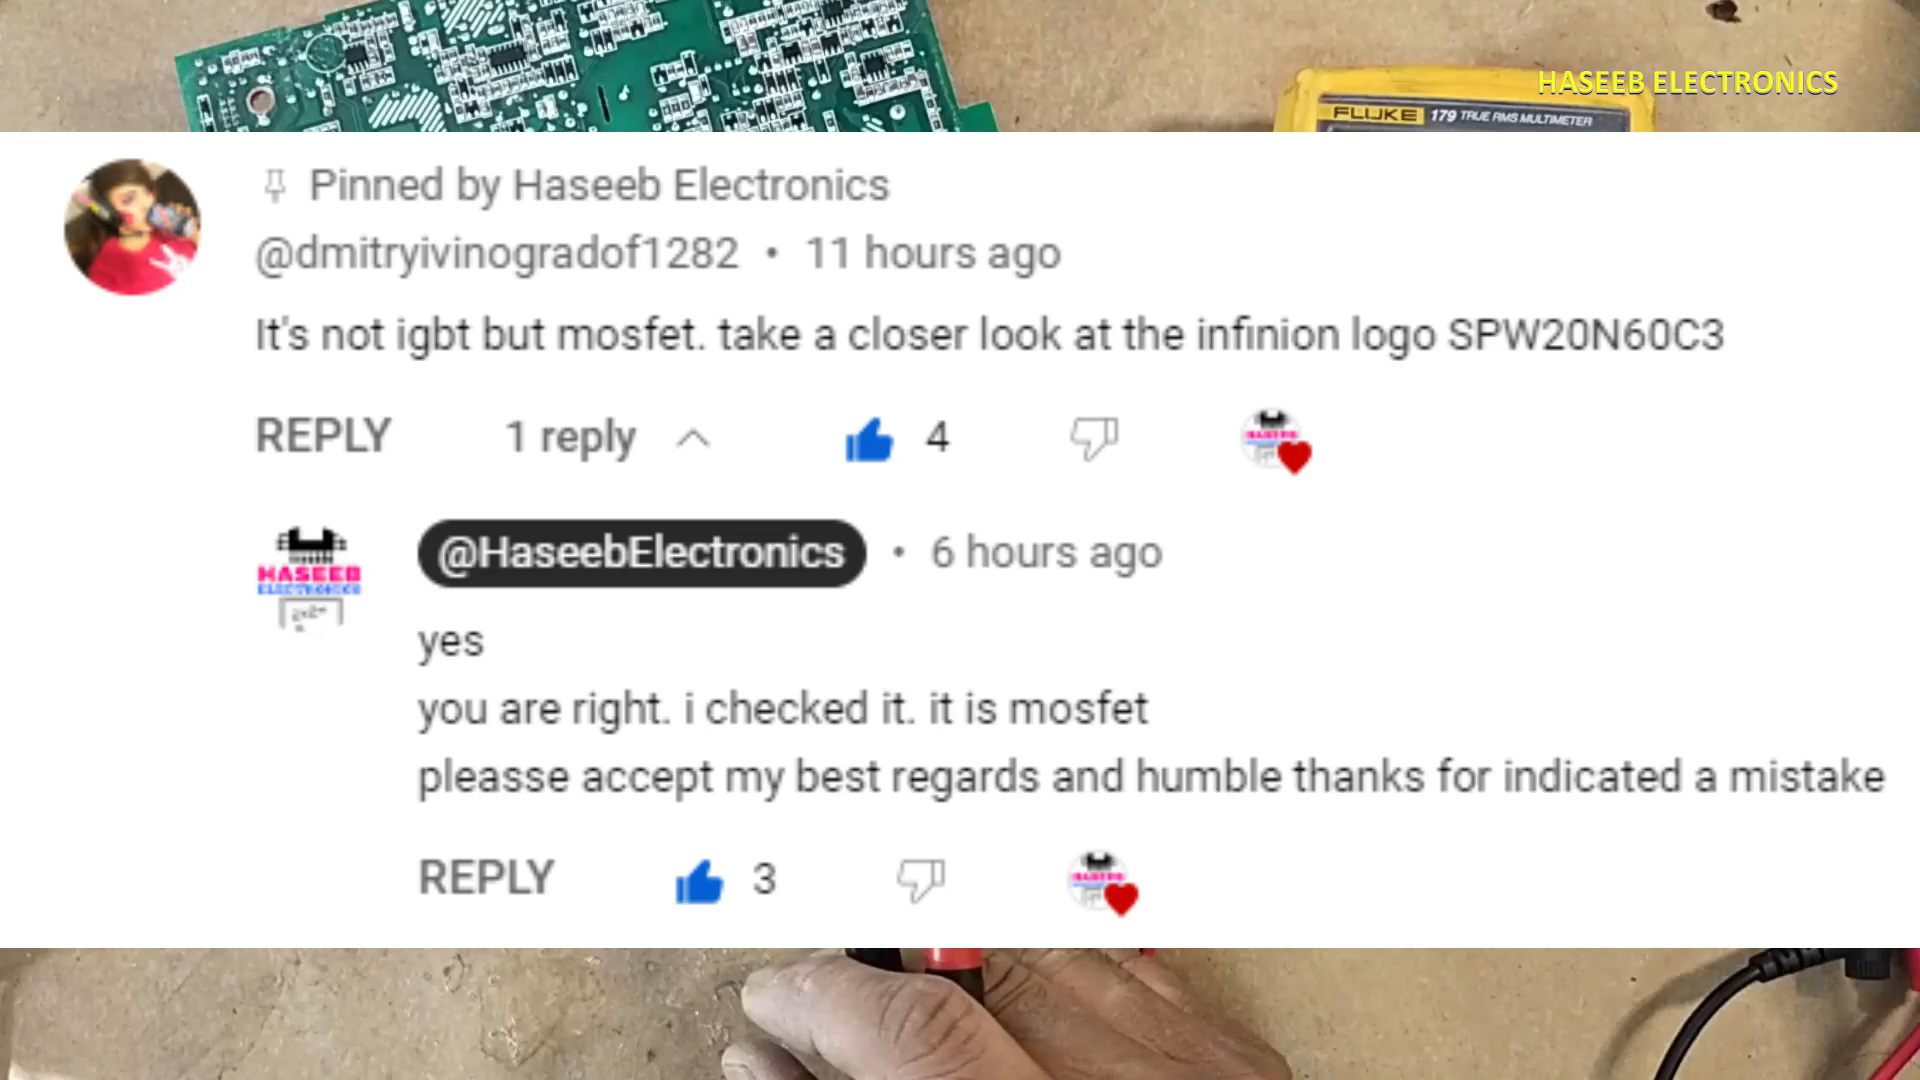 HASEEB ELECTRONICS
FLUKE 179 TRUE RMS MULTIMETER
Pinned by Haseeb Electronics
@dmitryivinogradof1282 • 11 hours ago
It's not igbt but mosfet. take a closer look at the infinion logo SPW20N60C3
REPLY 1 reply 4
HASEEB
ELECTRONICS
@HaseebElectronics • 6 hours ago
yes
you are right. i checked it. it is mosfet
pleasse accept my best regards and humble thanks for indicated a mistake
REPLY 3